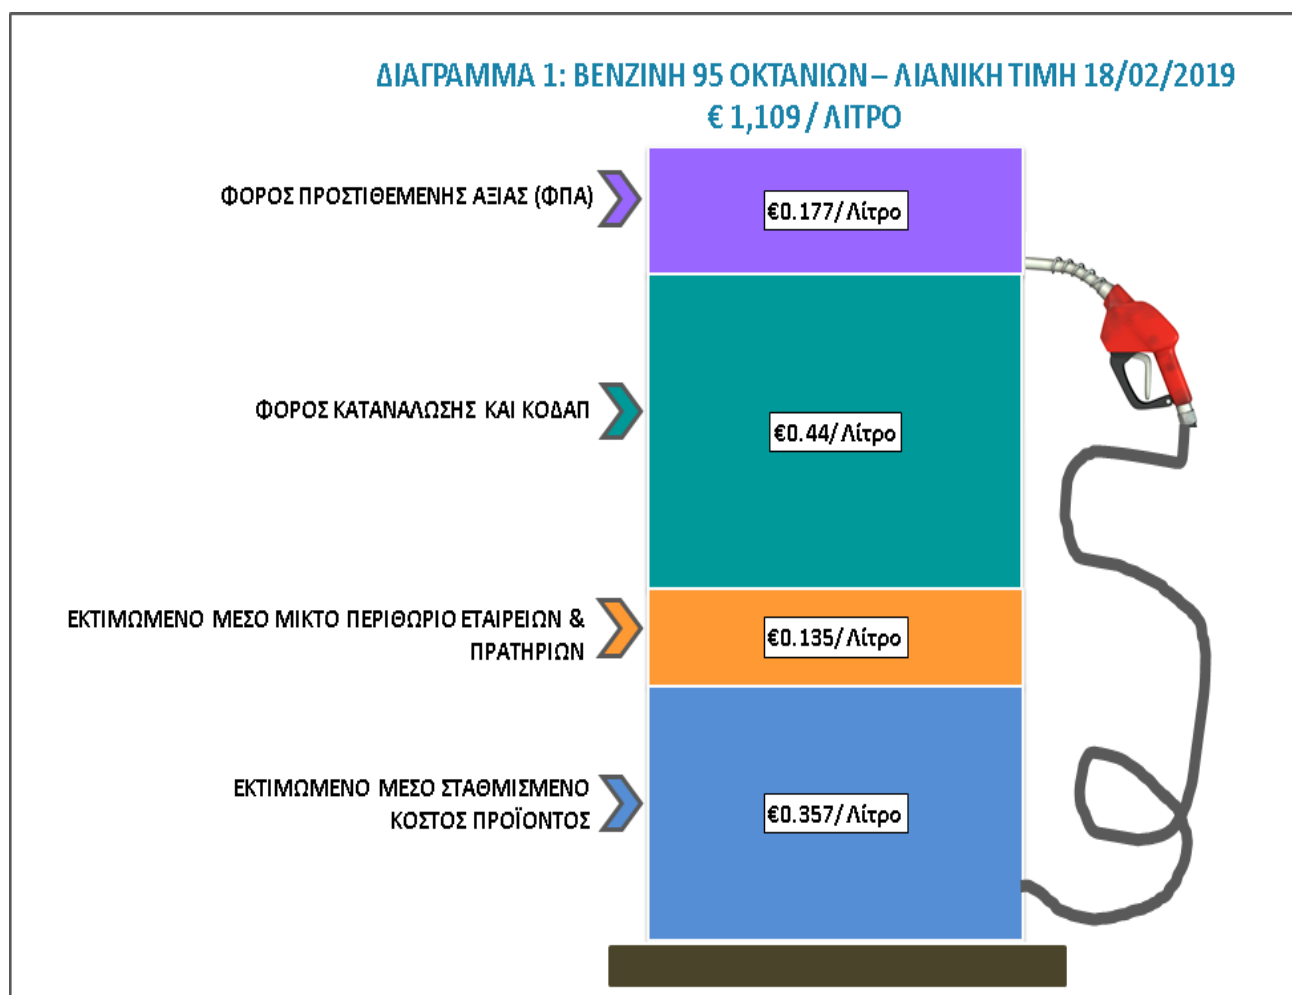 ΔΙΑΓΡΑΜΜΑ 1: ΒΕΝΖΙΝΗ 95 ΟΚΤΑΝΙΩΝ – ΛΙΑΝΙΚΗ ΤΙΜΗ 18/02/2019
€ 1,109 / ΛΙΤΡΟ
ΦΟΡΟΣ ΠΡΟΣΤΙΘΕΜΕΝΗΣ ΑΞΙΑΣ (ΦΠΑ)
€0.177/ Λίτρο
ΦΟΡΟΣ ΚΑΤΑΝΑΛΩΣΗΣ ΚΑΙ ΚΟΔΑΠ
€0.44/ Λίτρο
ΕΚΤΙΜΩΜΕΝΟ ΜΕΣΟ ΜΙΚΤΟ ΠΕΡΙΘΩΡΙΟ ΕΤΑΙΡΕΙΩΝ &
ΠΡΑΤΗΡΙΩΝ
€0.135/ Λίτρο
ΕΚΤΙΜΩΜΕΝΟ ΜΕΣΟ ΣΤΑΘΜΙΣΜΕΝΟ
ΚΟΣΤΟΣ ΠΡΟΪΟΝΤΟΣ
€0.357/ Λίτρο